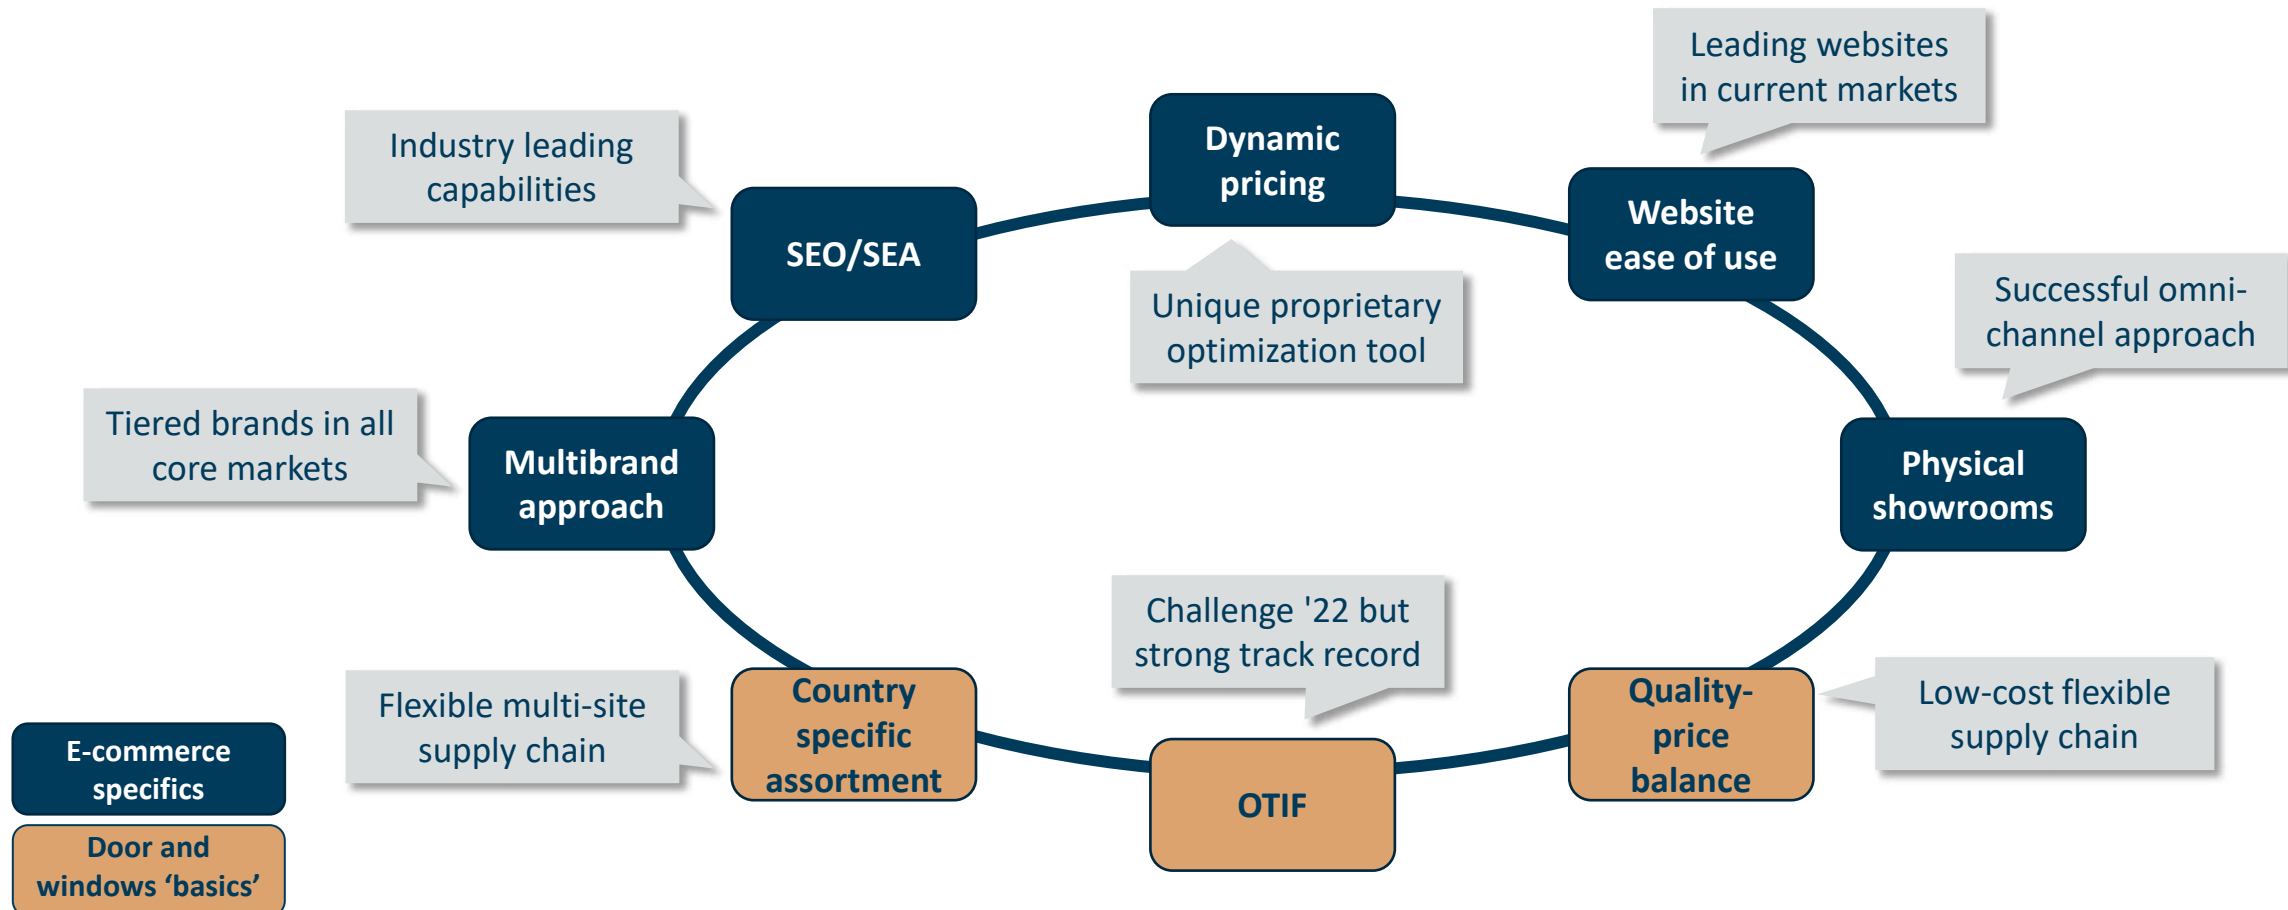 Leading websites
in current markets
Industry leading
capabilities
Dynamic
pricing
Website
ease of use
SEO/SEA
Successful omni-
channel approach
Unique proprietary
optimization tool
Tiered brands in all
core markets
Multibrand
approach
Physical
showrooms
Challenge '22 but
strong track record
Flexible multi-site
supply chain
Country
specific
assortment
Quality-
price
balance
Low-cost flexible
supply chain
OTIF
E-commerce
specifics
Door and
windows ‘basics’